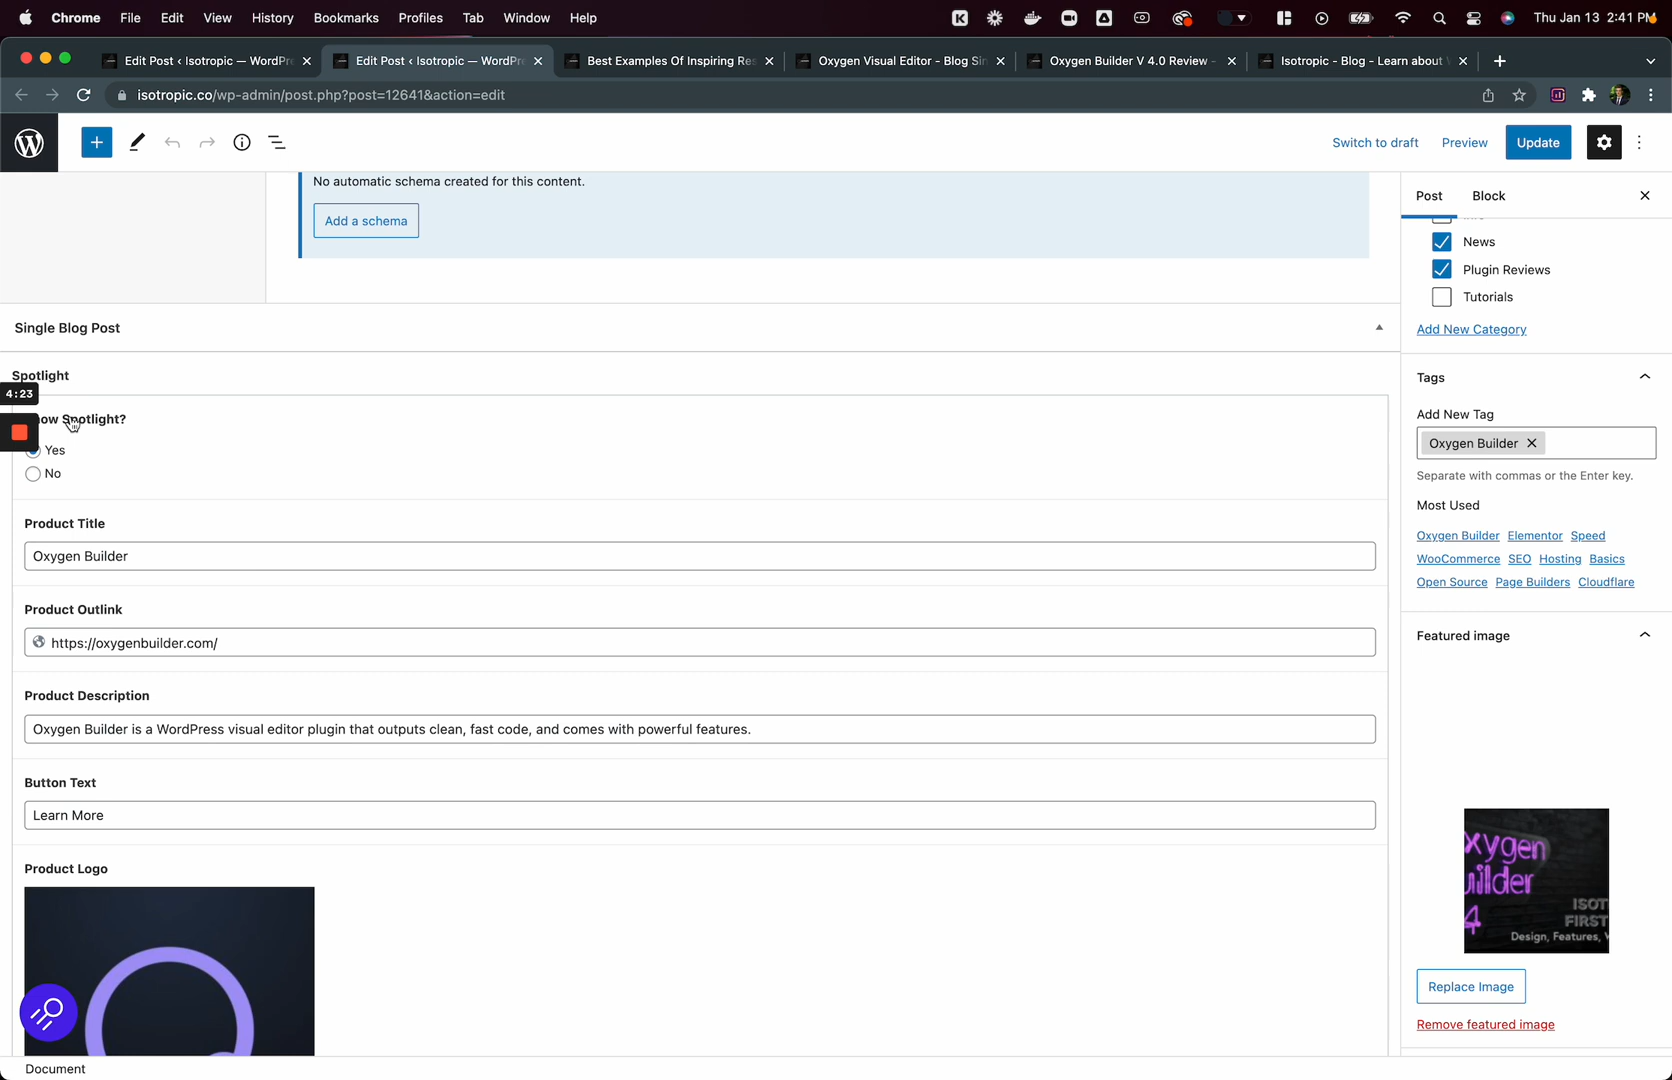 Chrome File Edit View History Bookmarks Profiles Tab Window Help Thu Jan 13 2:41 PM
Edit Post ‹ Isotropic — WordPr Edit Post ‹ Isotropic — WordPr Best Examples Of Inspiring Re Oxygen Visual Editor - Blog Si Oxygen Builder V 4.0 Review - Isotropic - Blog - Learn about
isotropic.co/wp-admin/post.php?post=12641&action=edit
Switch to draft Preview Update
No automatic schema created for this content.
Add a schema
Post Block
News
Plugin Reviews
Tutorials
Add New Category
Single Blog Post
Spotlight
4:23
ow Spotlight?
Yes
No
Product Title
Oxygen Builder
Product Outlink
https://oxygenbuilder.com/
Product Description
Oxygen Builder is a WordPress visual editor plugin that outputs clean, fast code, and comes with powerful features.
Button Text
Learn More
Product Logo
Tags
Add New Tag
Oxygen Builder
Separate with commas or the Enter key.
Most Used
Oxygen Builder Elementor Speed
WooCommerce SEO Hosting Basics
Open Source Page Builders Cloudflare
Featured image
xygen
uilder
4
ISOT
FIRST
Design, Features, V
Replace Image
Remove featured image
Document